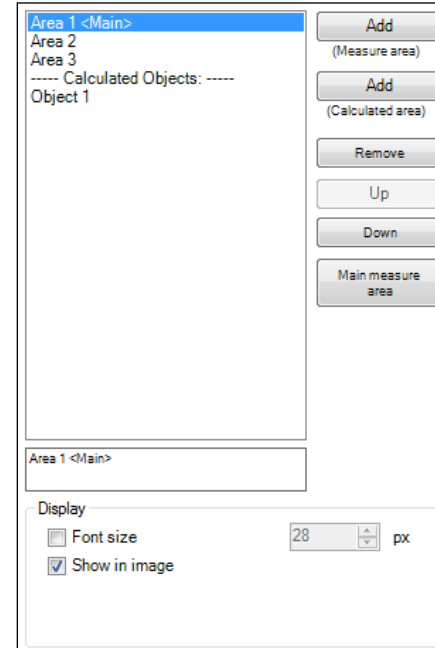 Area 1 <Main>
Area 2
Area 3
----- Calculated Objects: -----
Object 1
Add
(Measure area)
Add
(Calculated area)
Remove
Up
Down
Main measure
area
Area 1 <Main>
Display
Font size 28 px
Show in image